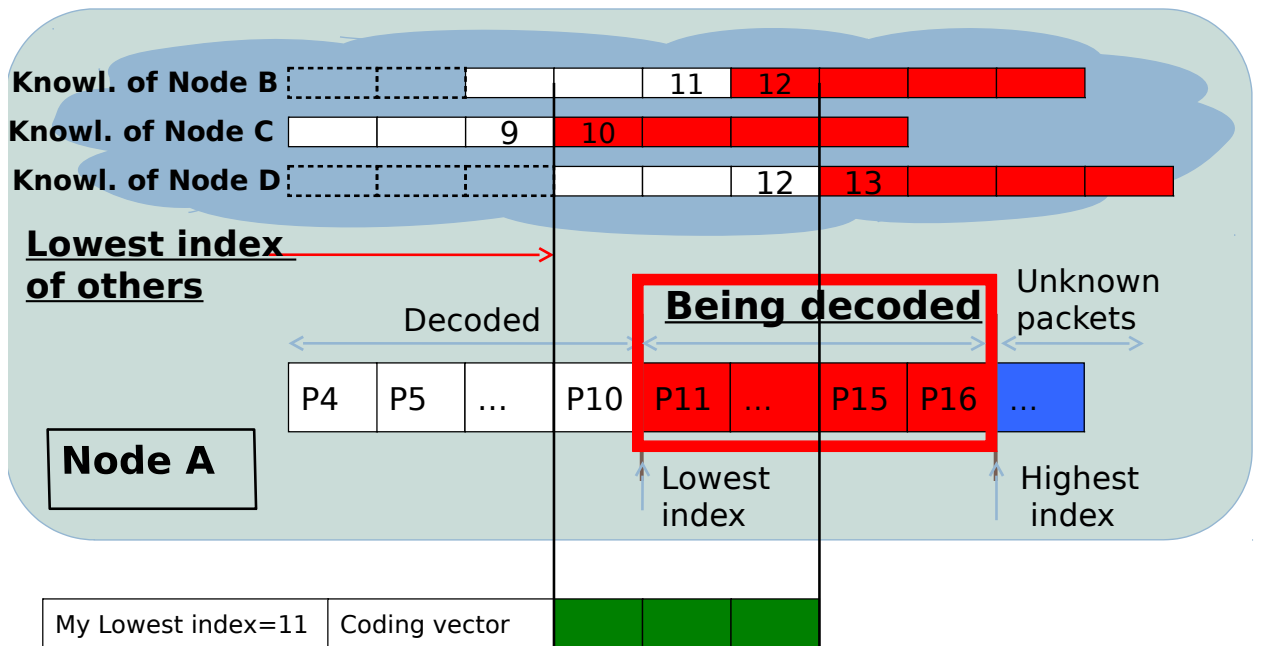 Knowl. of Node B 11 12
Knowl. of Node C 9 10
Knowl. of Node D 12 13
Lowest index
of others
Decoded
Being decoded
Unknown
packets
P4 P5 ... P10 P11 ... P15 P16 ...
Node A
Lowest
index
Highest
index
My Lowest index=11 Coding vector